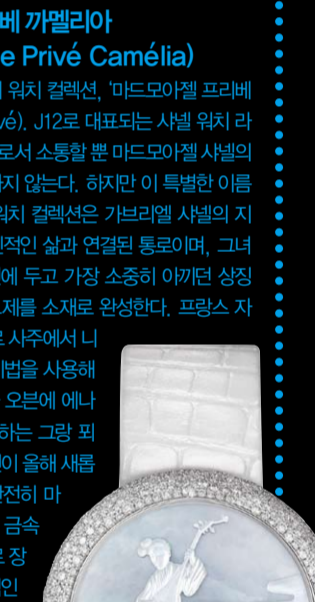 베 까멜리아
e Privé Camélia)
워치 컬렉션, ‘마드모아젤 프리베
vé). J12로 대표되는 샤넬 워치 라
로서 소통할 뿐 마드모아젤 샤넬의
하지 않는다. 하지만 이 특별한 이름
워치 컬렉션은 가브리엘 샤넬의 지
인적인 삶과 연결된 통로이며, 그녀
에 두고 가장 소중히 아끼던 상징
제를 소재로 완성한다. 프랑스 자
사주에서 니
기법을 사용해
오븐에 에나
하는 그랑 푀
이 올해 새롭
전히 마
금속
로 장
인